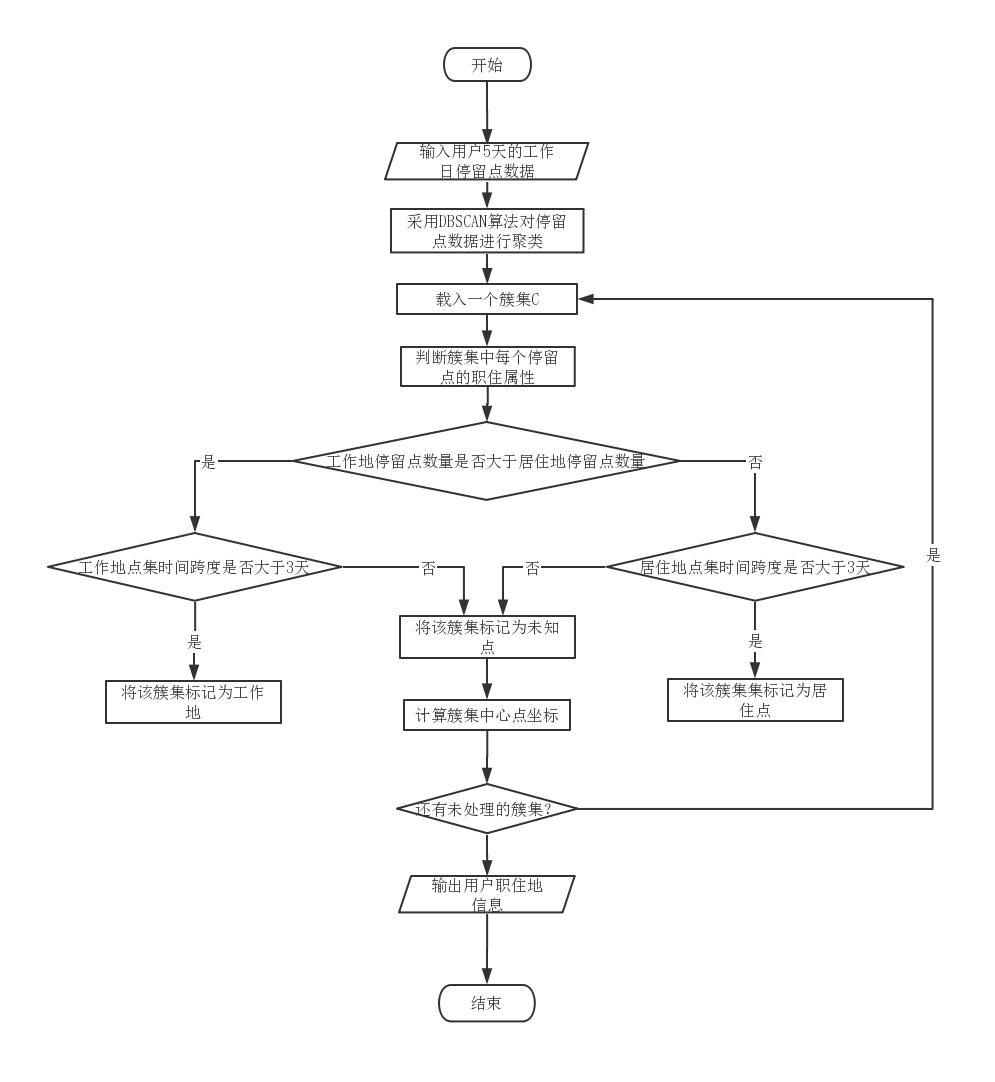 开始
输入用户5天的工作
日停留点数据
采用DBSCAN算法对停留
点数据进行聚类
载入一个簇集C
判断簇集中每个停留
点的职住属性
是
工作地停留点数量是否大于居住地停留点数量
否
是
工作地点集时间跨度是否大于3天
否
否
居住地点集时间跨度是否大于3天
将该簇集标记为未知
点
是
是
将该簇集标记为工作
地
将该簇集集标记为居
住点
计算簇集中心点坐标
还有未处理的簇集?
输出用户职住地
信息
结束